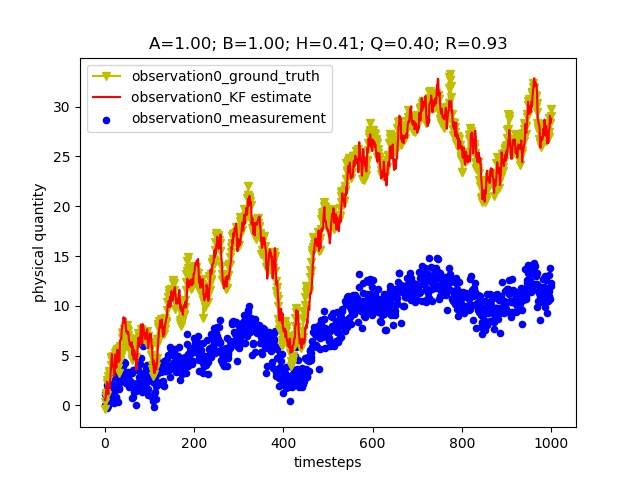 A=1.00; B=1.00; H=0.41; Q=0.40; R=0.93
observation0_ground_truth
observation0_KF estimate
observation0_measurement
physical quantity
30
25
20
15
10
5
0
0 200 400 600 800 1000
timesteps